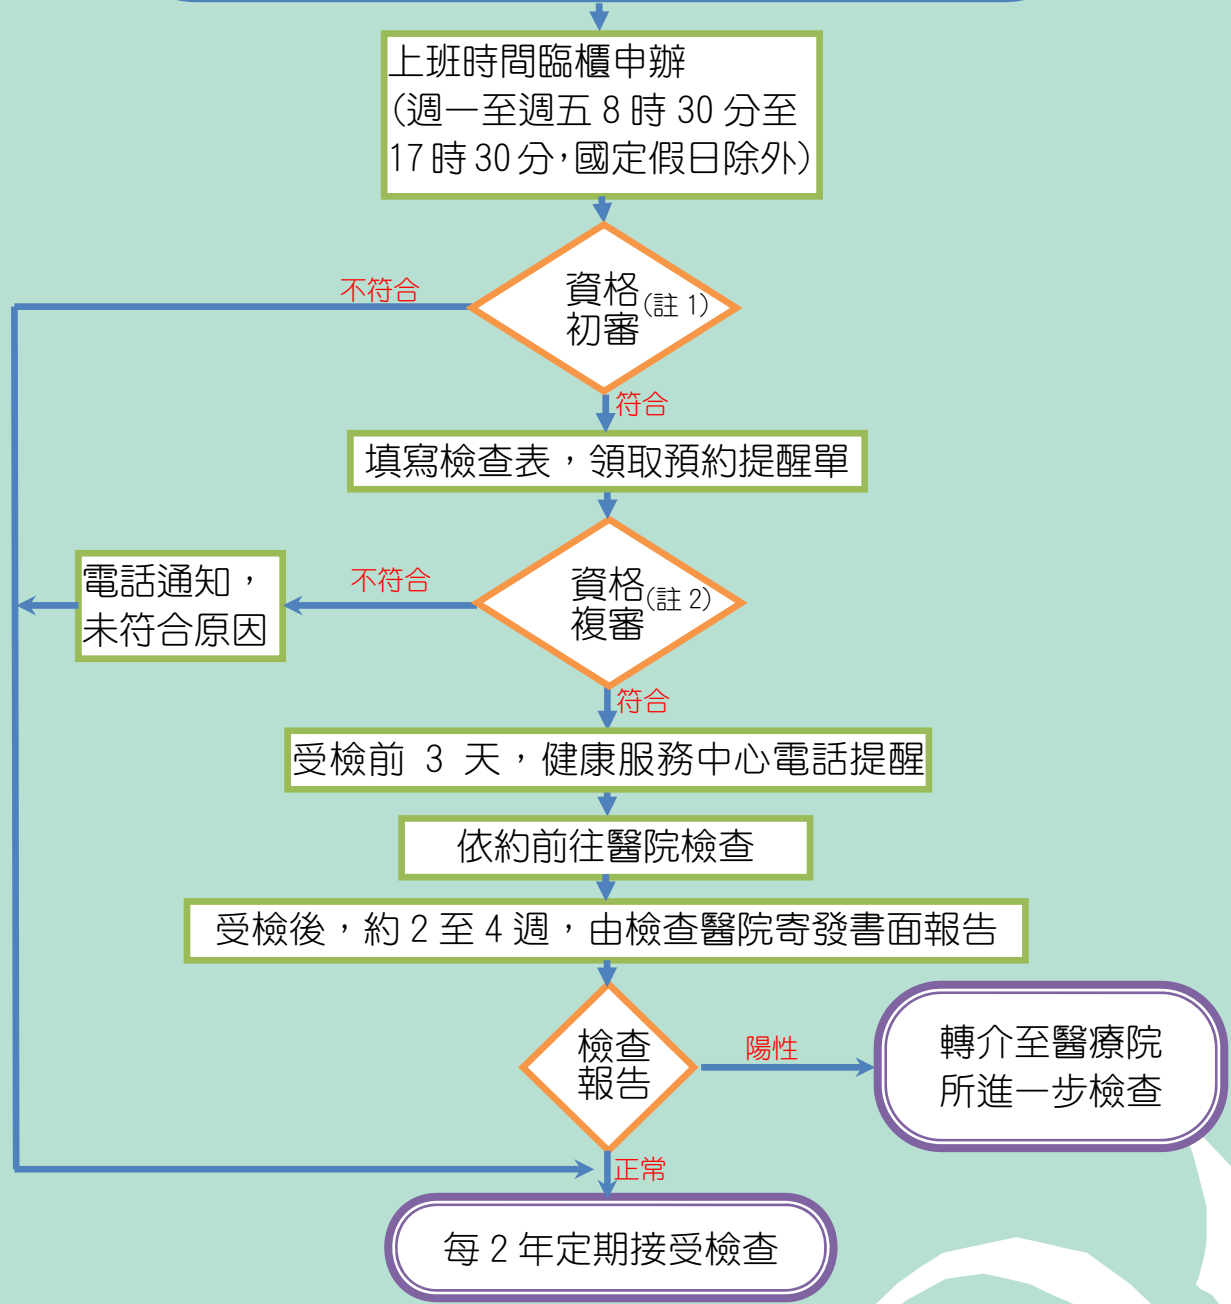 上班時間臨櫃申辦
(週一至週五 8 時 30 分至
17 時 30 分，國定假日除外)
不符合
資格(註 1)
初審
符合
填寫檢查表，領取預約提醒單
電話通知，
未符合原因
不符合
資格(註 2)
複審
符合
受檢前 3 天，健康服務中心電話提醒
依約前往醫院檢查
受檢後，約 2 至 4 週，由檢查醫院寄發書面報告
檢查
報告
陽性
轉介至醫療院
所進一步檢查
正常
每 2 年定期接受檢查